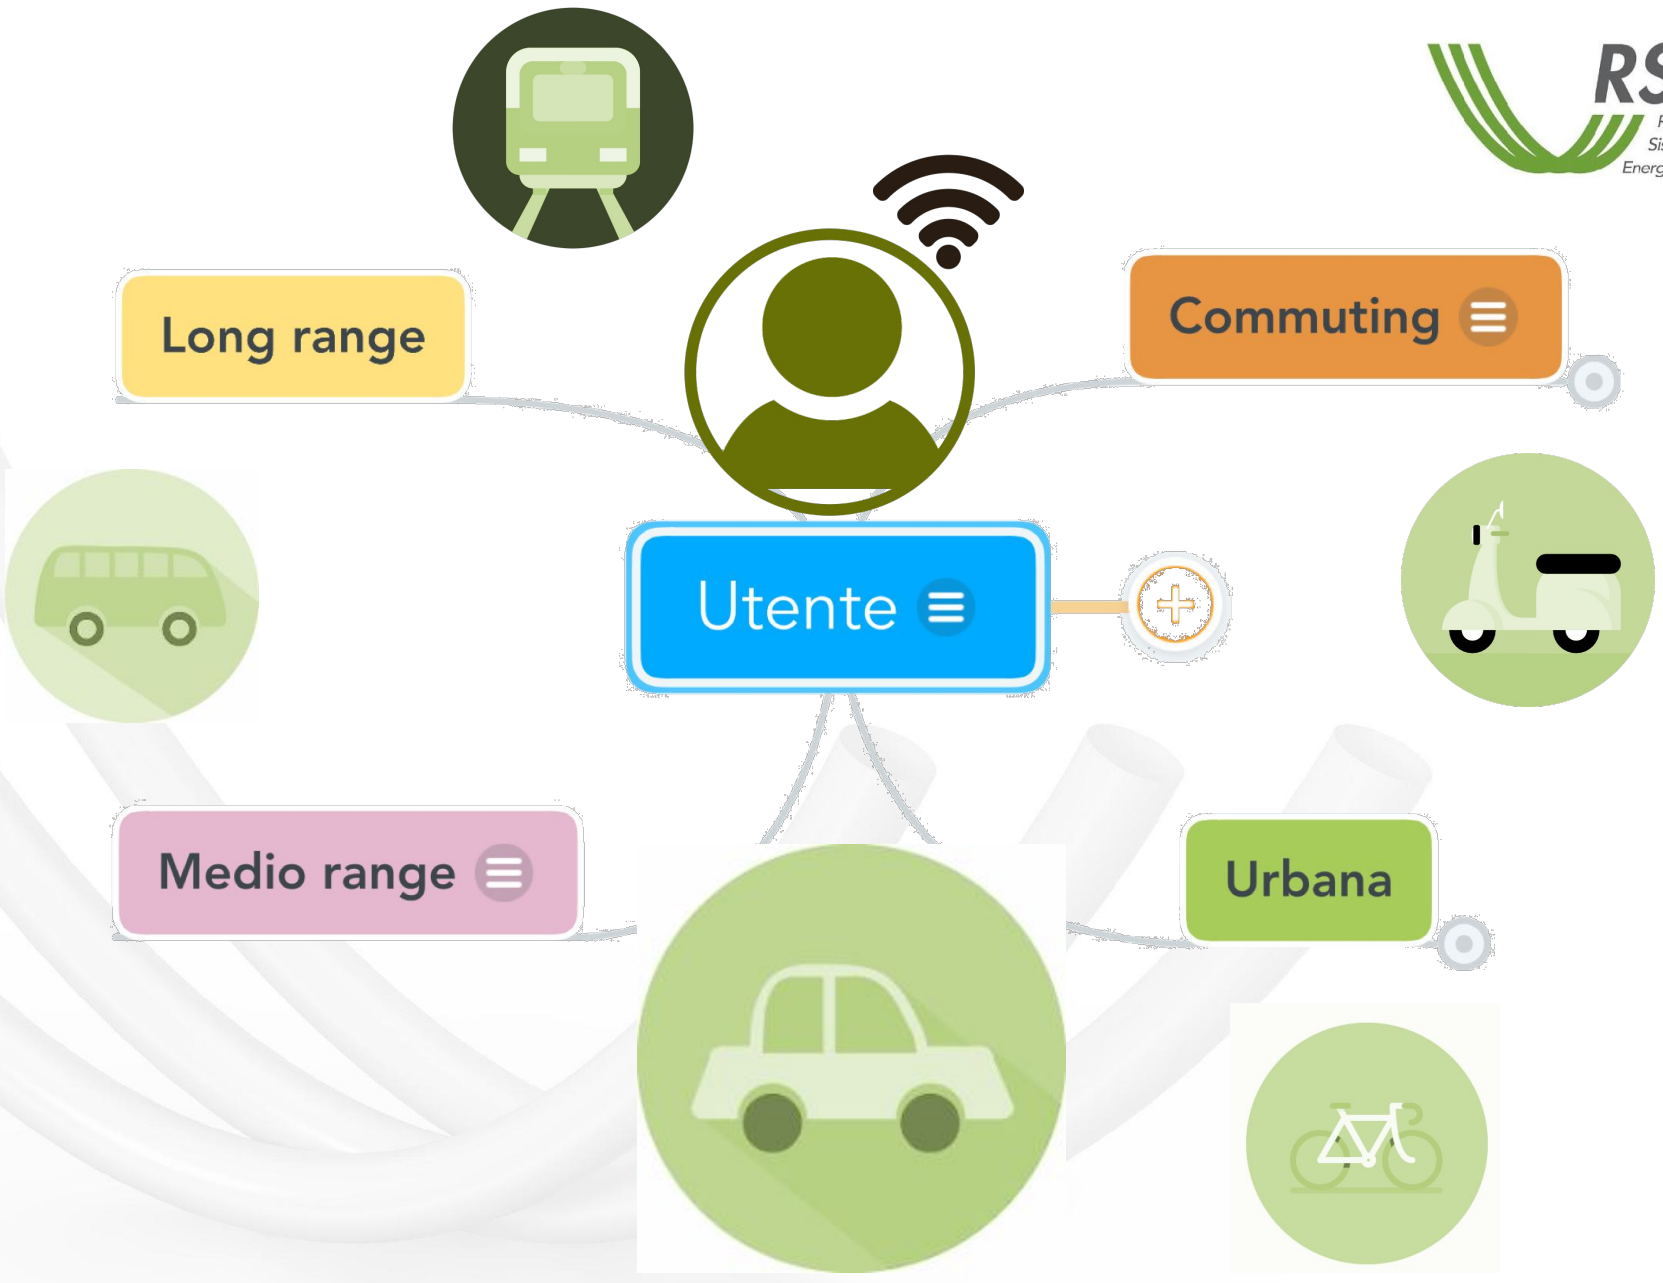 RS
Long range
Commuting
Utente
Medio range
Urbana